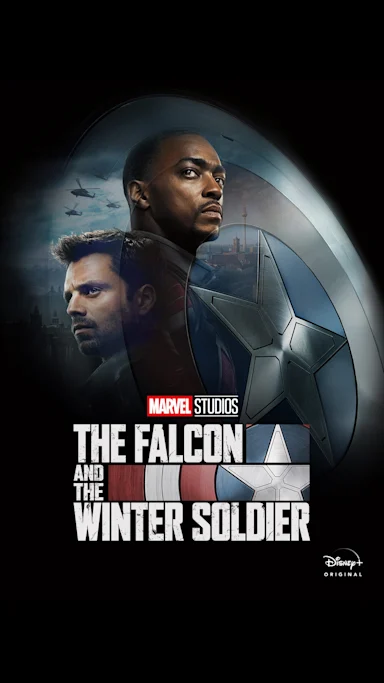 MARVEL STUDIOS
THE FALCON
AND
THE
WINTER SOLDIER
Disney+
ORIGINAL